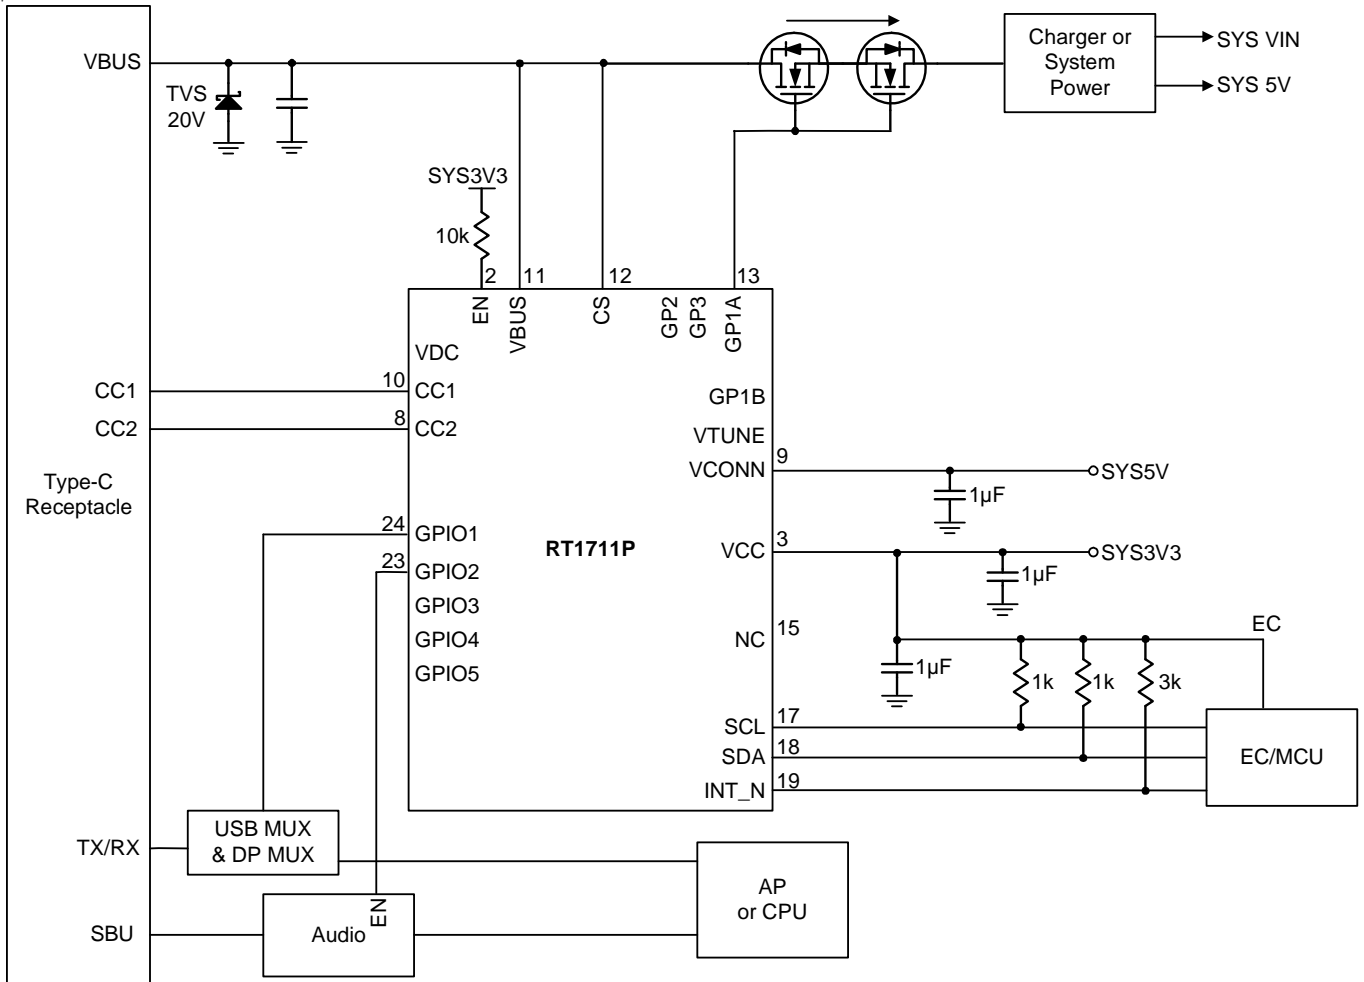 VBUS
TVS
20V
Charger or
System
Power
SYS VIN
SYS 5V
SYS3V3
10k
2
11
12
13
EN
VBUS
CS
GP2
GP3
GP1A
VDC
CC1
10
CC1
CC2
8
CC2
GP1B
VTUNE
VCONN
9
SYS5V
1µF
Type-C
Receptacle
24
GPIO1
23
GPIO2
GPIO3
GPIO4
GPIO5
RT1711P
VCC
3
SYS3V3
1µF
NC
15
EC
1µF
1k
1k
3k
SCL
17
SDA
18
INT_N
19
EC/MCU
TX/RX
USB MUX
& DP MUX
AP
or CPU
SBU
Audio
EN